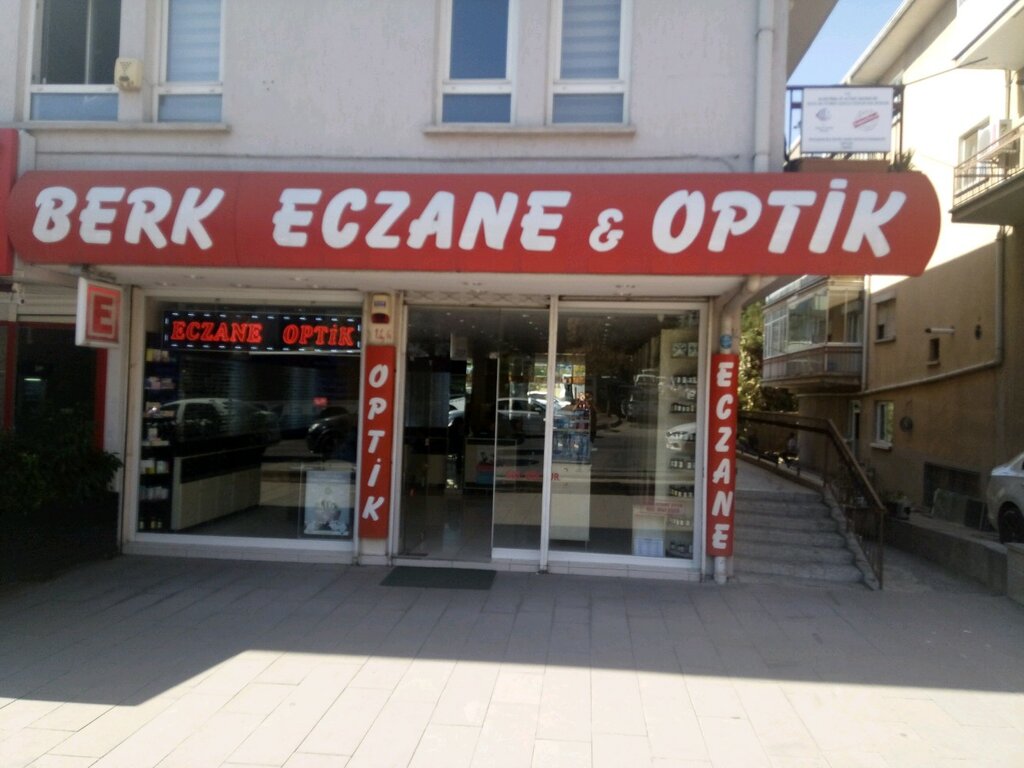 BERK ECZANE & OPTİK
E
ECZANE OPTİK
OPTİK
ECZANE